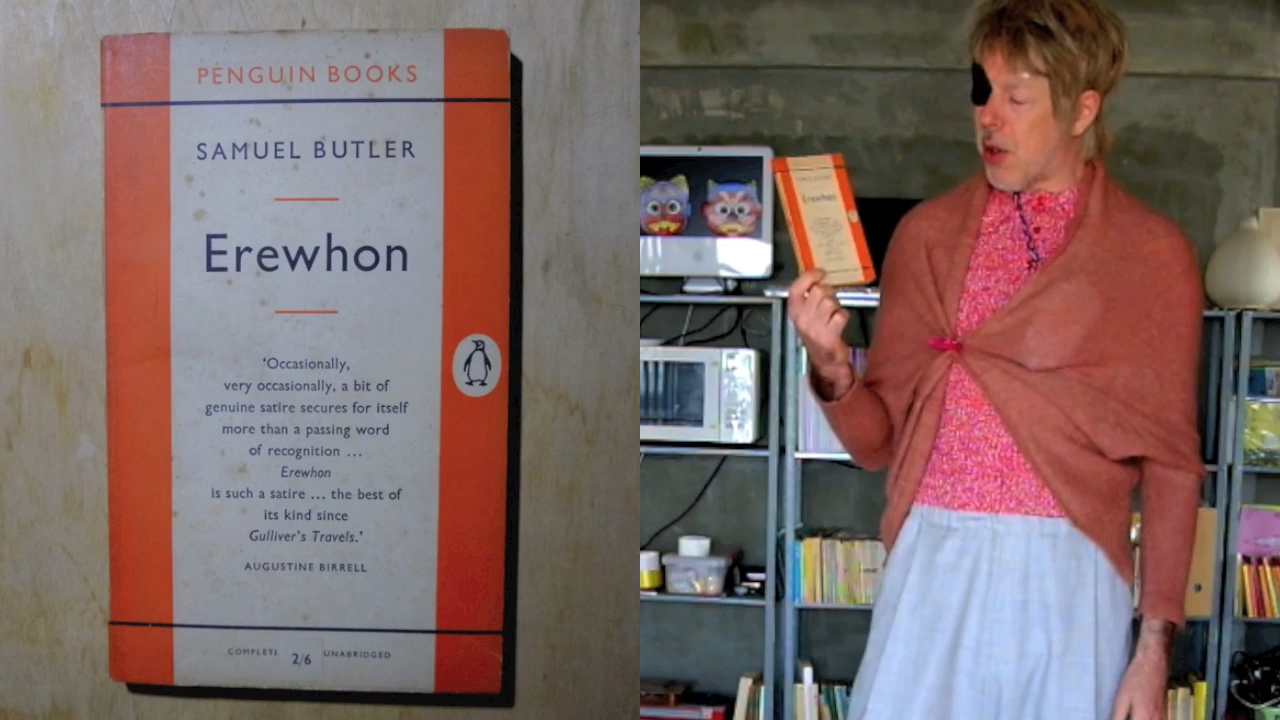 PENGUIN BOOKS
SAMUEL BUTLER
Erewhon
‘Occasionally,
very occasionally, a bit of
genuine satire secures for itself
more than a passing word
of recognition ...
Erewhon
is such a satire ... the best of
its kind since
Gulliver’s Travels.’
AUGUSTINE BIRRELL
COMPLETE 2/6 UNABRIDGED
Erewhon